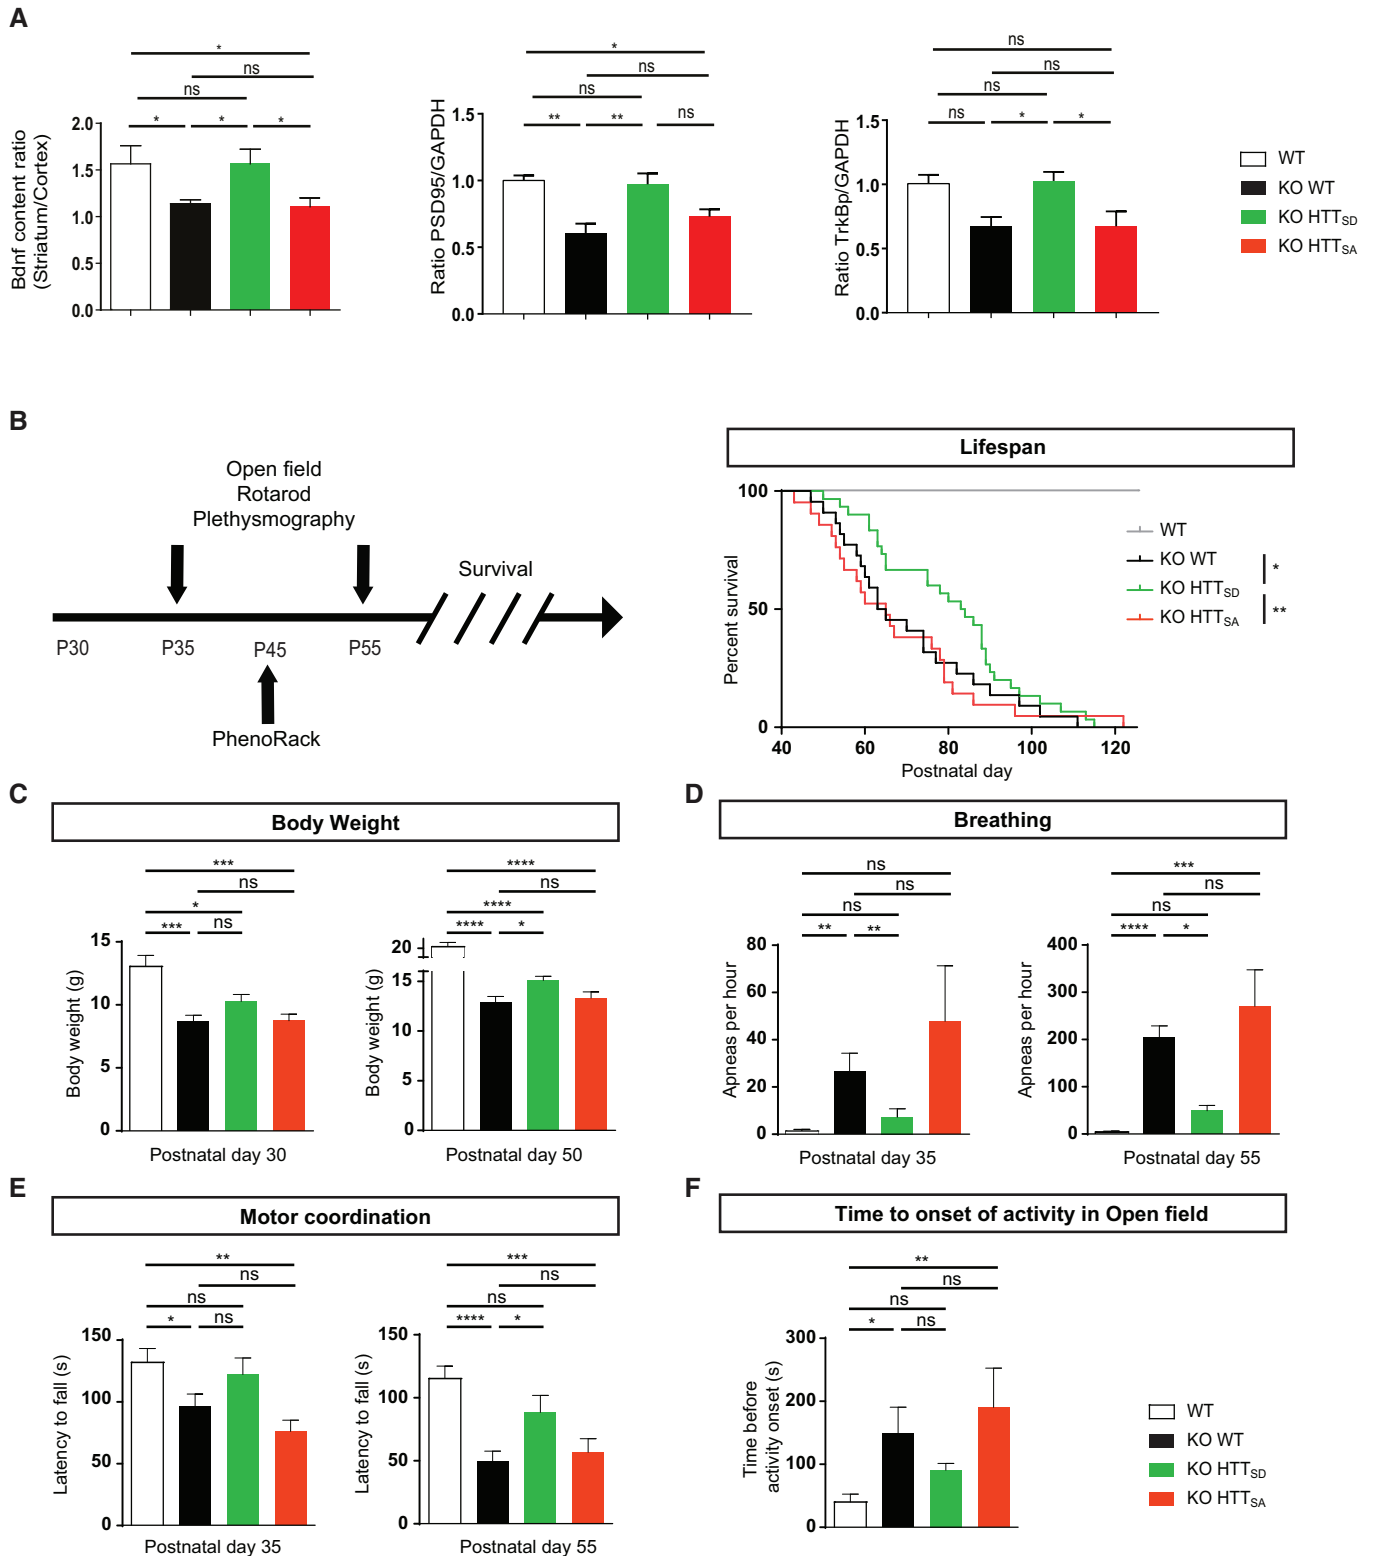 A
*
ns
ns
* * *
Bdnf content ratio
(Striatum/Cortex)
2.0
1.5
1.0
0.5
0.0
*
ns
ns
** ** ns
Ratio PSD95/GAPDH
1.5
1.0
0.5
0.0
ns
ns
ns
ns * *
Ratio TrkBp/GAPDH
1.5
1.0
0.5
0.0
WT
KO WT
KO HTTSD
KO HTTSA
B
Open field
Rotarod
Plethysmography
Survival
P30 P35 P45 P55
PhenoRack
Lifespan
Percent survival
100
50
0
40 60 80 100 120
Postnatal day
WT
KO WT
KO HTTSD
KO HTTSA
*
**
C
Body Weight
***
ns
*
*** ns
Body weight (g)
15
10
5
0
Postnatal day 30
****
ns
****
**** *
Body weight (g)
20
15
10
5
0
Postnatal day 50
D
Breathing
ns
ns
ns
** **
Apneas per hour
80
60
40
20
0
Postnatal day 35
***
ns
ns
**** *
Apneas per hour
400
300
200
100
0
Postnatal day 55
E
Motor coordination
**
ns
ns
* ns
Latency to fall (s)
150
100
50
0
Postnatal day 35
***
ns
ns
**** *
Latency to fall (s)
150
100
50
0
Postnatal day 55
F
Time to onset of activity in Open field
**
ns
ns
* ns
Time before
activity onset (s)
300
200
100
0
WT
KO WT
KO HTTSD
KO HTTSA